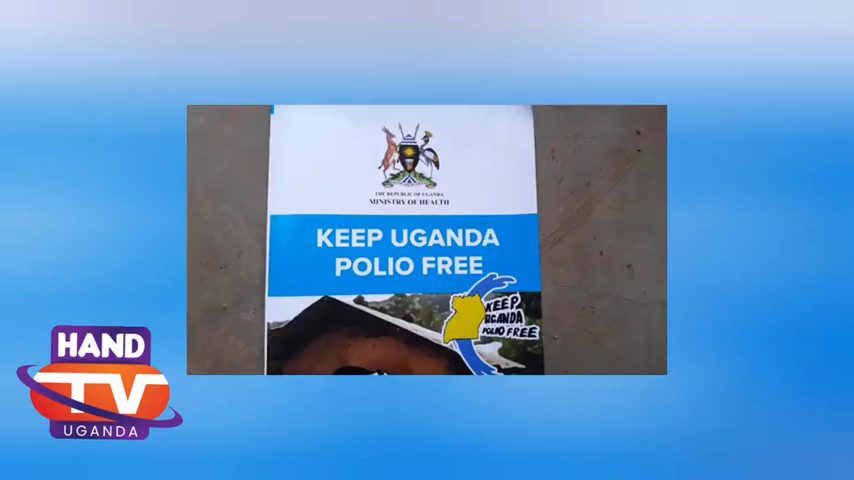 THE REPUBLIC OF UGANDA
MINISTRY OF HEALTH
KEEP UGANDA
POLIO FREE
KEEP
UGANDA
POLIO FREE
HAND
TV
UGANDA